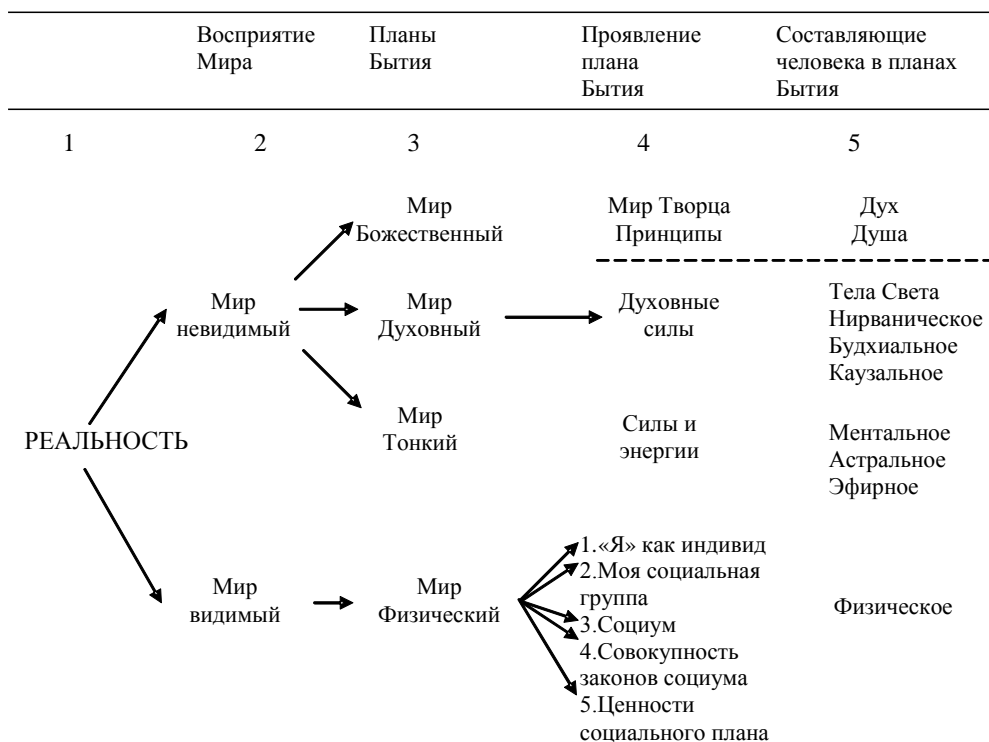 Восприятие Планы Проявление Составляющие
Мира Бытия плана человека в планах
Бытия Бытия
1 2 3 4 5
Мир Мир Творца Дух
Божественный Принципы Душа
Мир Мир Духовные Тела Света
невидимый Духовный силы Нирваническое
Будхиальное
Каузальное
РЕАЛЬНОСТЬ Мир Силы и Ментальное
Тонкий энергии Астральное
Эфирное
1.«Я» как индивид
Мир Мир 2.Моя социальная
видимый Физический группа Физическое
3.Социум
4.Совокупность
законов социума
5.Ценности
социального плана